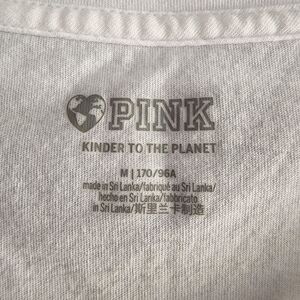 PINK
KINDER TO THE PLANET
M | 170/96A
made in Sri Lanka/fabriqué au Sri Lanka/
hecho en Sri Lanka/fabbricato
in Sri Lanka/斯里兰卡制造